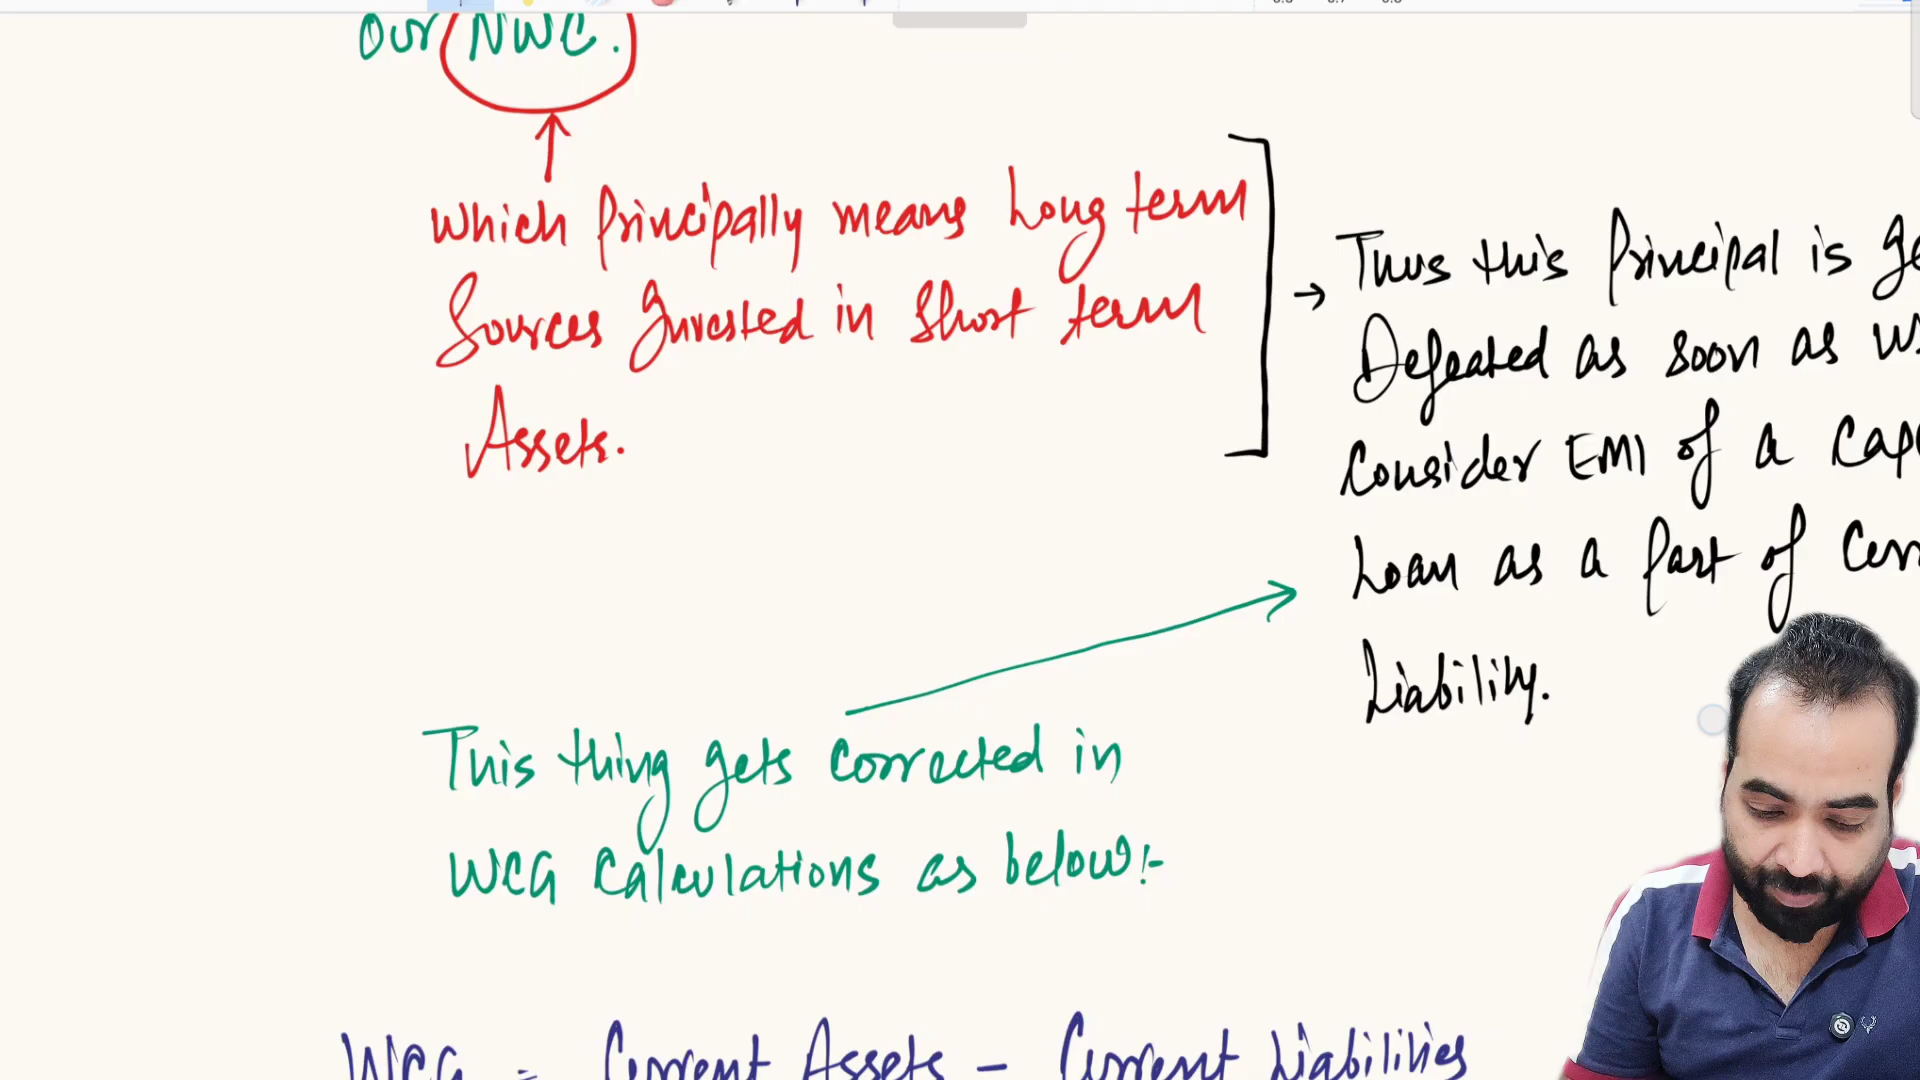 Our NWC.
Which Principally means Long term
Sources Invested in Short term
Assets.
→ Thus this Principal is
Defeated as soon as
Consider EMI of a
Loan as a Part of
Liability.
This thing gets corrected in
WCG Calculations as below:-
WCG = Current Assets - Current Liabilities